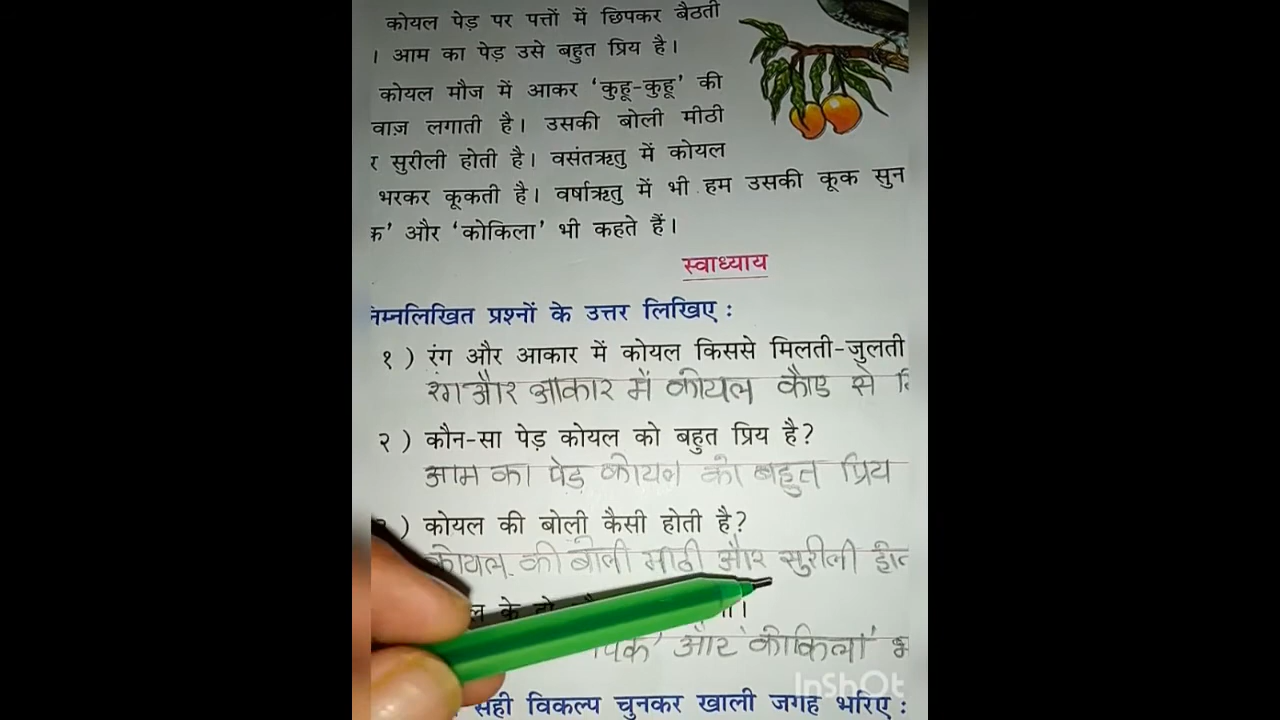 कोयल पेड़ पर पत्तों में छिपकर बैठती
। आम का पेड़ उसे बहुत प्रिय है।
कोयल मौज में आकर ‘कुहू-कुहू’ की
वाज़ लगाती है। उसकी बोली मीठी
र सुरीली होती है। वसंतऋतु में कोयल
भरकर कूकती है। वर्षाऋतु में भी हम उसकी कूक सुन
क’ और ‘कोकिला’ भी कहते हैं।
स्वाध्याय
निम्नलिखित प्रश्नों के उत्तर लिखिए :
१ ) रंग और आकार में कोयल किससे मिलती-जुलती
रंग और आकार में कोयल कौए से
२ ) कौन-सा पेड़ कोयल को बहुत प्रिय है?
आम का पेड़ कोयल को बहुत प्रिय
) कोयल की बोली कैसी होती है?
कोयल की बोली मीठी और सुरीली होत
ल के दो
पिक’ और ‘कोकिला’ भ
सही विकल्प चुनकर खाली जगह भरिए :
InShOt